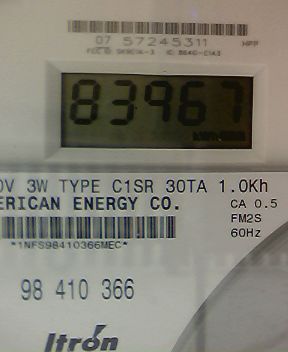 07 57245311 HPP
83967
0V 3W TYPE C1SR 30TA 1.0Kh
ERICAN ENERGY CO. CA 0.5
FM2S
*1NFS98410366MEC* 60Hz
98 410 366
Itron